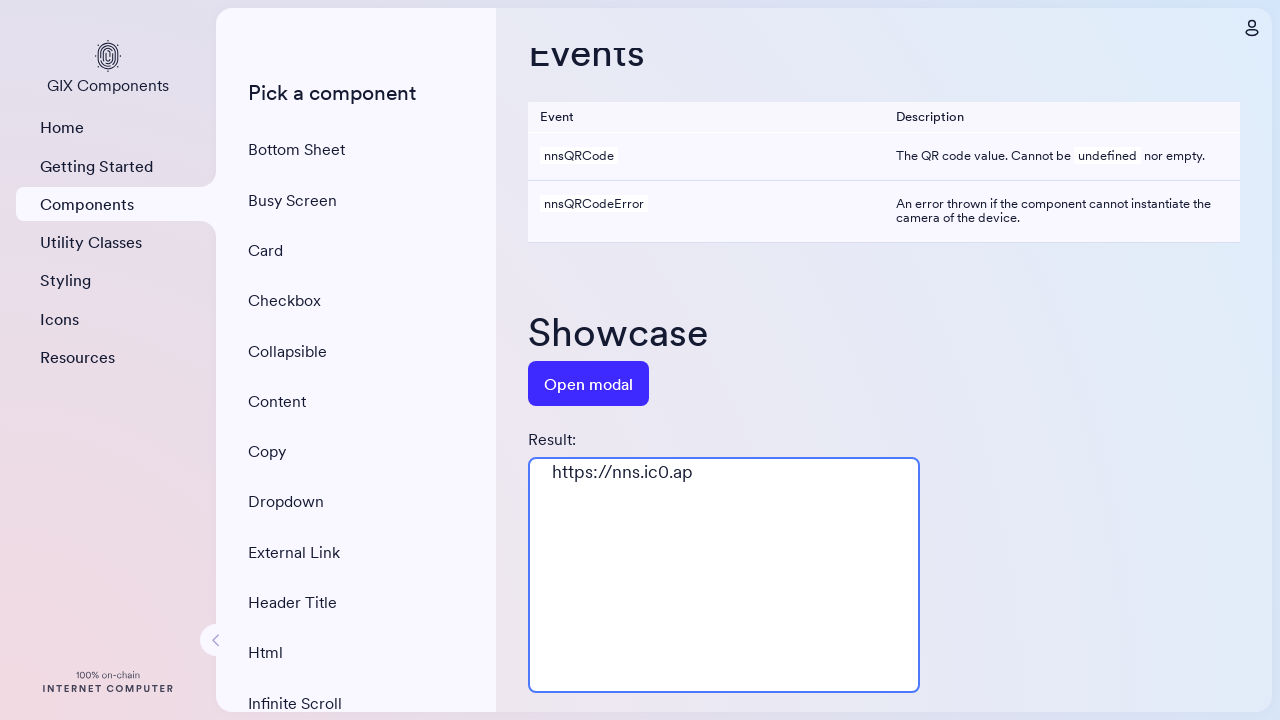 GIX Components
Home
Getting Started
Components
Utility Classes
Styling
Icons
Resources
100% on-chain
INTERNET COMPUTER
Pick a component
Bottom Sheet
Busy Screen
Card
Checkbox
Collapsible
Content
Copy
Dropdown
External Link
Header Title
Html
Infinite Scroll
Events
Event Description
nnsQRCode The QR code value. Cannot be undefined nor empty.
nnsQRCodeError An error thrown if the component cannot instantiate the
camera of the device.
Showcase
Open modal
Result:
https://nns.ic0.ap